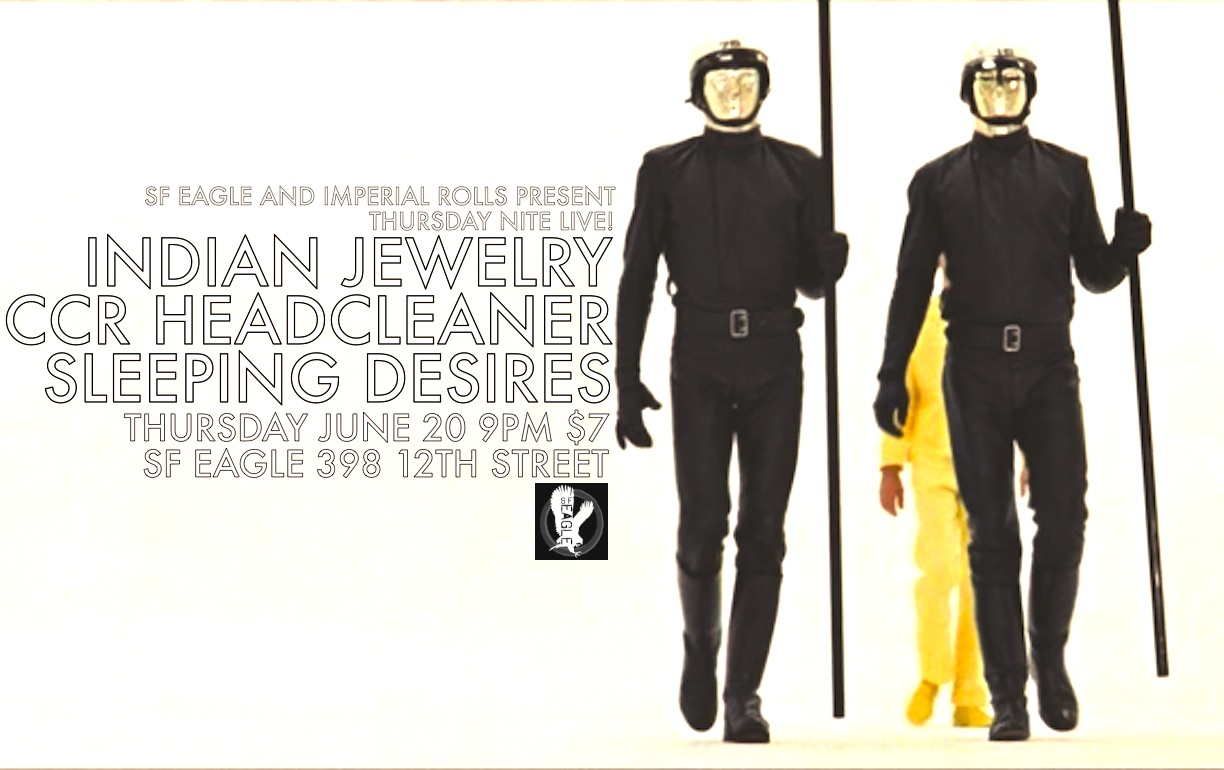 SF EAGLE AND IMPERIAL ROLLS PRESENT
THURSDAY NITE LIVE!
INDIAN JEWELRY
CCR HEADCLEANER
SLEEPING DESIRES
THURSDAY JUNE 20 9PM $7
SF EAGLE 398 12TH STREET
SF
EAGLE